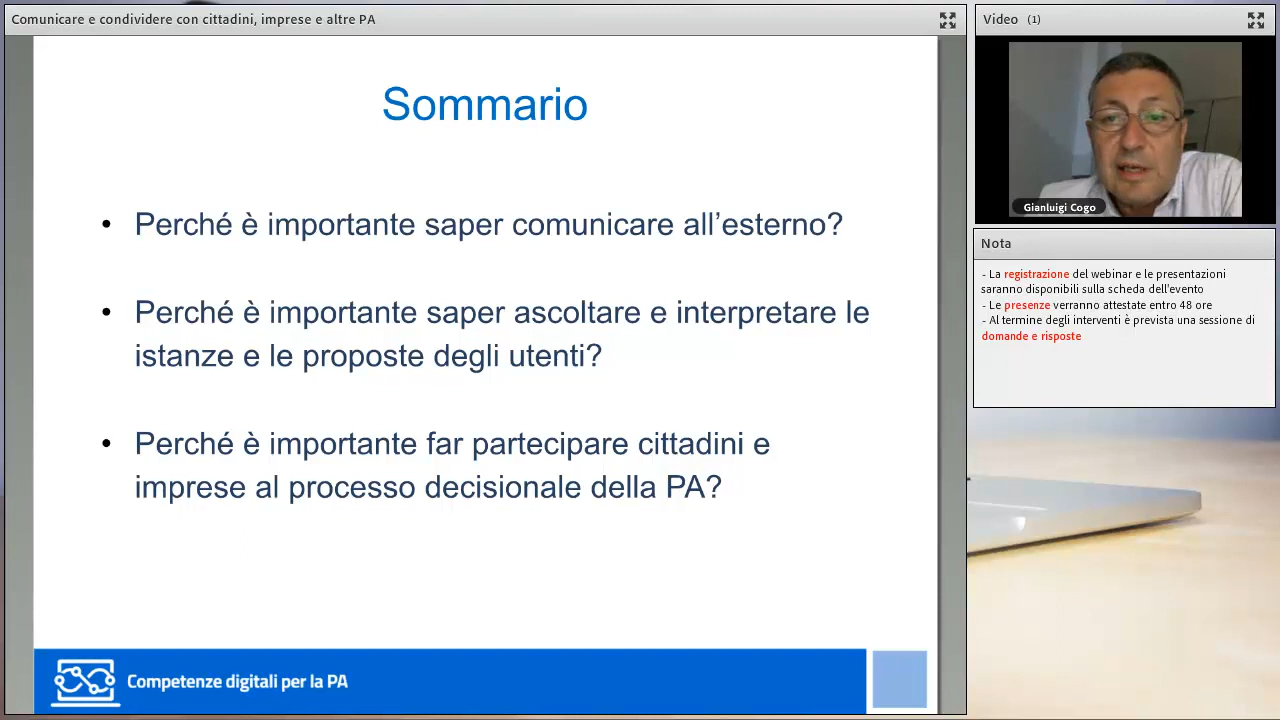 Comunicare e condividere con cittadini, imprese e altre PA
Sommario
• Perché è importante saper comunicare all’esterno?
• Perché è importante saper ascoltare e interpretare le
istanze e le proposte degli utenti?
• Perché è importante far partecipare cittadini e
imprese al processo decisionale della PA?
Competenze digitali per la PA
Video (1)
Gianluigi Cogo
Nota
- La registrazione del webinar e le presentazioni
saranno disponibili sulla scheda dell'evento
- Le presenze verranno attestate entro 48 ore
- Al termine degli interventi è prevista una sessione di
domande e risposte